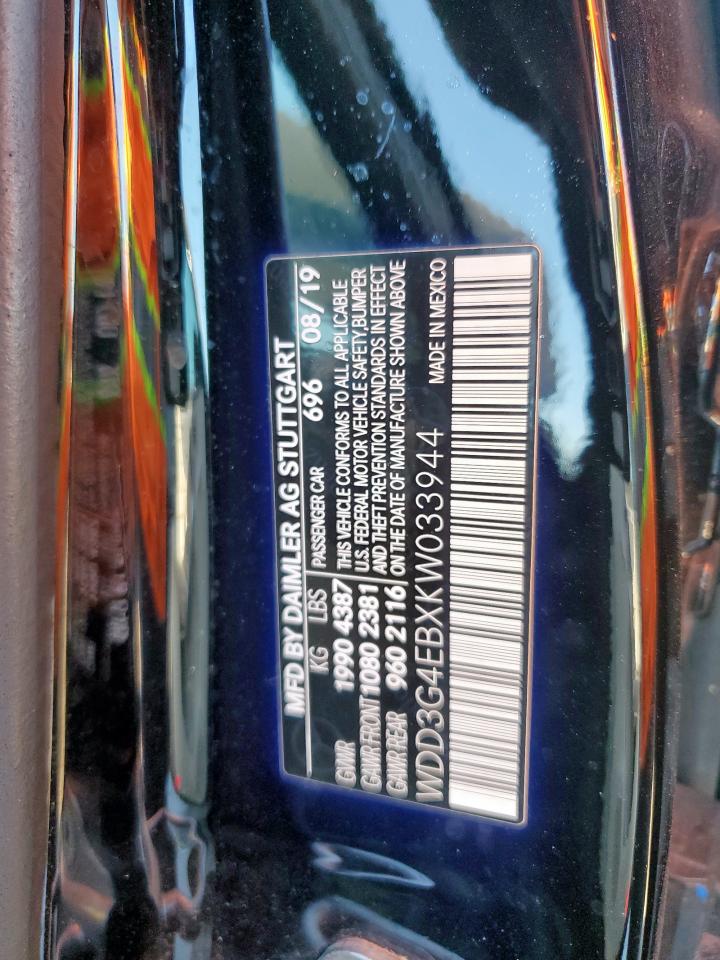 MFD BY DAIMLER AG STUTTGART
KG LBS PASSENGER CAR 696 08/19
GWR 1990 4387 THIS VEHICLE CONFORMS TO ALL APPLICABLE
GAWR FRONT 1080 2381 U.S. FEDERAL MOTOR VEHICLE SAFETY,BUMPER
GAWR REAR 960 2116 AND THEFT PREVENTION STANDARDS IN EFFECT
ON THE DATE OF MANUFACTURE SHOWN ABOVE
WDD3G4EBXKW033944 MADE IN MEXICO